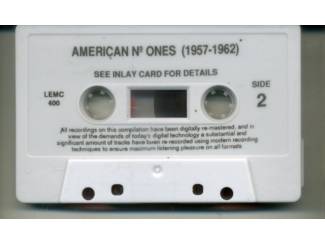 AMERICAN Nº ONES (1957-1962)
SEE INLAY CARD FOR DETAILS
LEMC
400
SIDE
2
All recordings on this compilation have been digitally re-mastered, and in
view of the demands of today's digital technology a substantial and
significant amount of tracks have been re-recorded using modern recording
techniques to ensure maximum listening pleasure on all formats